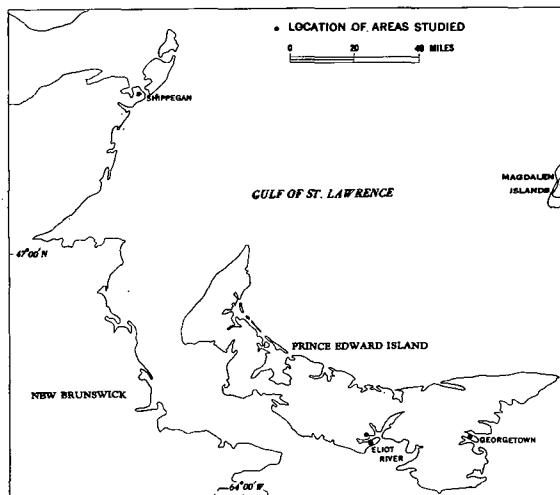 • LOCATION OF AREAS STUDIED
0 20 40 MILES
SHIPPEGAN
MAGDALEN
ISLANDS
GULF OF ST. LAWRENCE
47°00'N
PRINCE EDWARD ISLAND
NEW BRUNSWICK
GEORGETOWN
ELIOT
RIVER
64°00'W